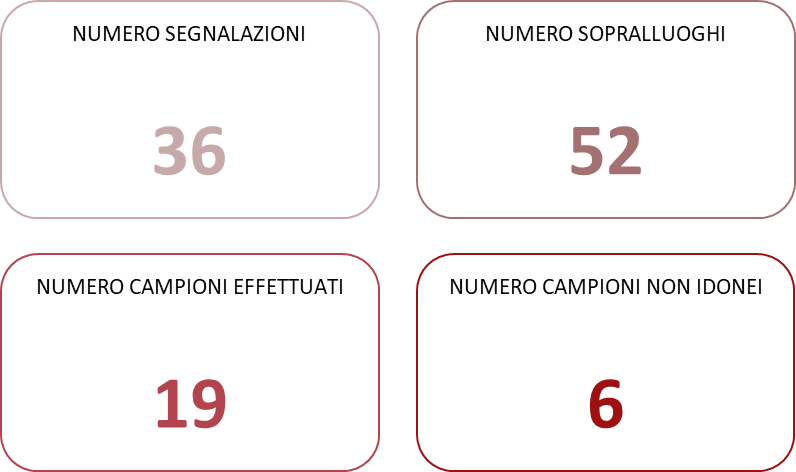 NUMERO SEGNALAZIONI
36
NUMERO SOPRALLUOGHI
52
NUMERO CAMPIONI EFFETTUATI
19
NUMERO CAMPIONI NON IDONEI
6